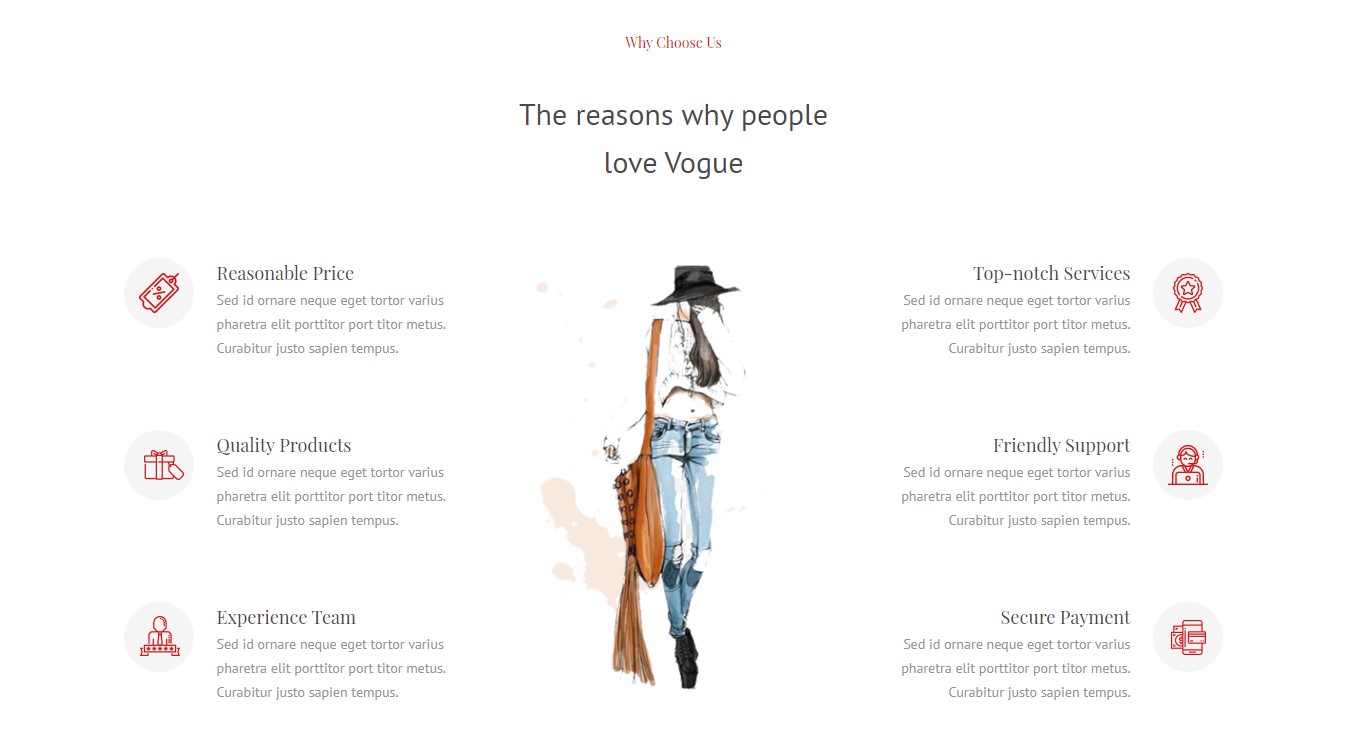 Why Choose Us
The reasons why people
love Vogue
Reasonable Price
Sed id ornare neque eget tortor varius
pharetra elit porttitor port titor metus.
Curabitur justo sapien tempus.
Quality Products
Sed id ornare neque eget tortor varius
pharetra elit porttitor port titor metus.
Curabitur justo sapien tempus.
Experience Team
Sed id ornare neque eget tortor varius
pharetra elit porttitor port titor metus.
Curabitur justo sapien tempus.
Top-notch Services
Sed id ornare neque eget tortor varius
pharetra elit porttitor port titor metus.
Curabitur justo sapien tempus.
Friendly Support
Sed id ornare neque eget tortor varius
pharetra elit porttitor port titor metus.
Curabitur justo sapien tempus.
Secure Payment
Sed id ornare neque eget tortor varius
pharetra elit porttitor port titor metus.
Curabitur justo sapien tempus.